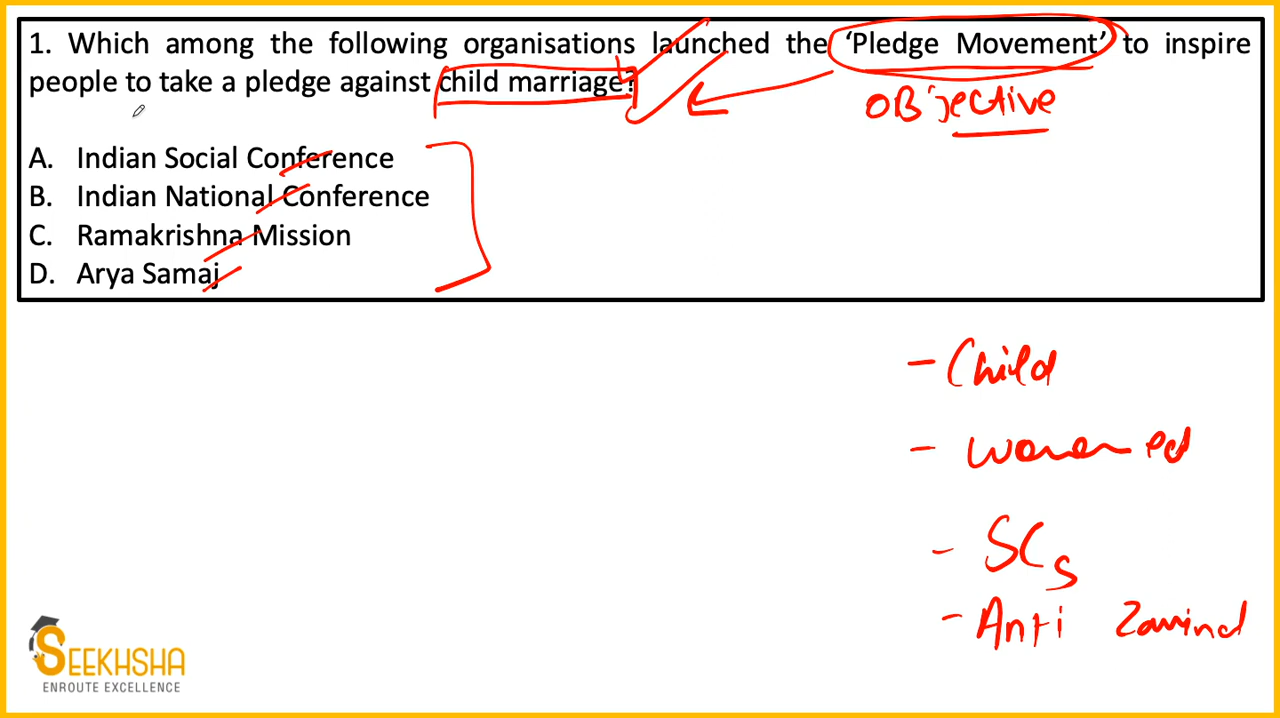 1. Which among the following organisations launched the ‘Pledge Movement’ to inspire
people to take a pledge against child marriage?
OBjective
A. Indian Social Conference
B. Indian National Conference
C. Ramakrishna Mission
D. Arya Samaj
- Child
- Women ed
- SCs
- Anti Zamind
SEEKHSHA
ENROUTE EXCELLENCE